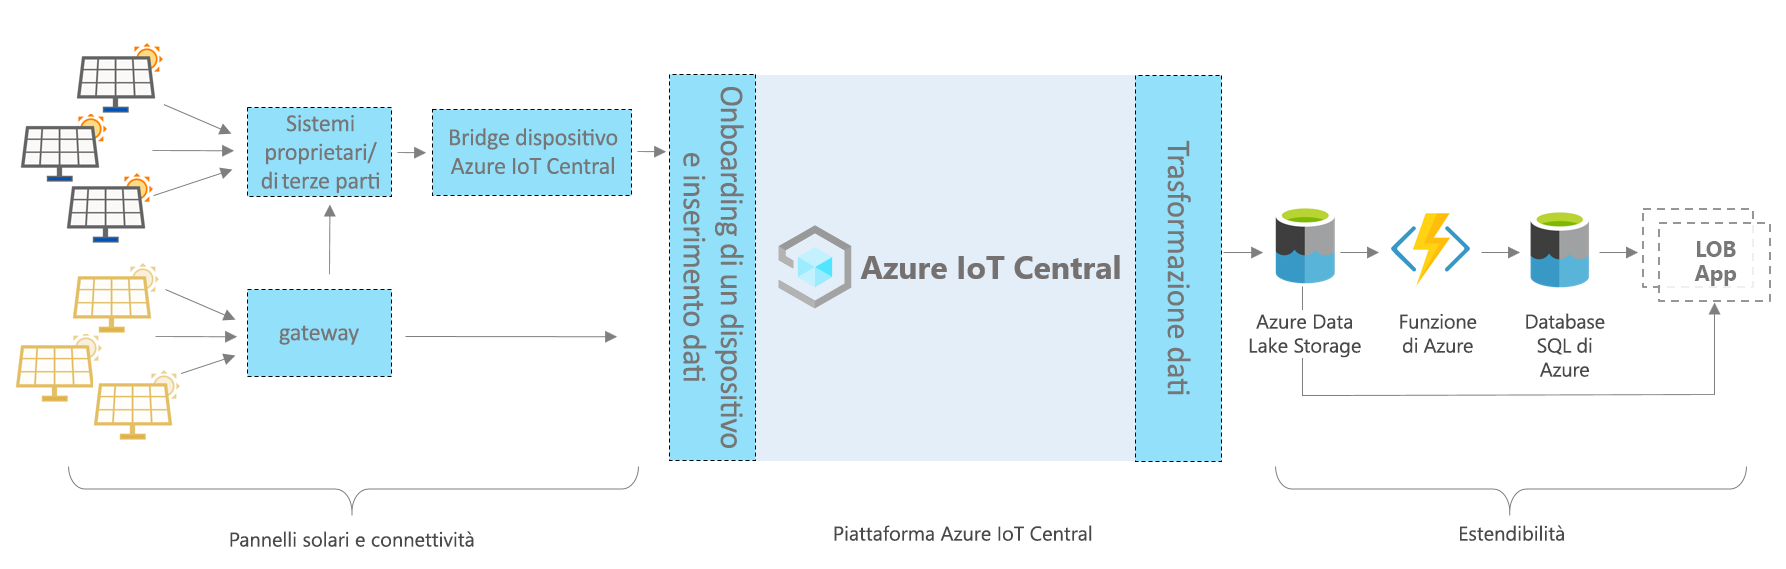 Sistemi
proprietari/
di terze parti
Bridge dispositivo
Azure IoT Central
gateway
Onboarding di un dispositivo
e inserimento dati
Azure IoT Central
Trasformazione dati
Azure Data
Lake Storage
Funzione
di Azure
Database
SQL di
Azure
LOB
App
Pannelli solari e connettività
Piattaforma Azure IoT Central
Estendibilità